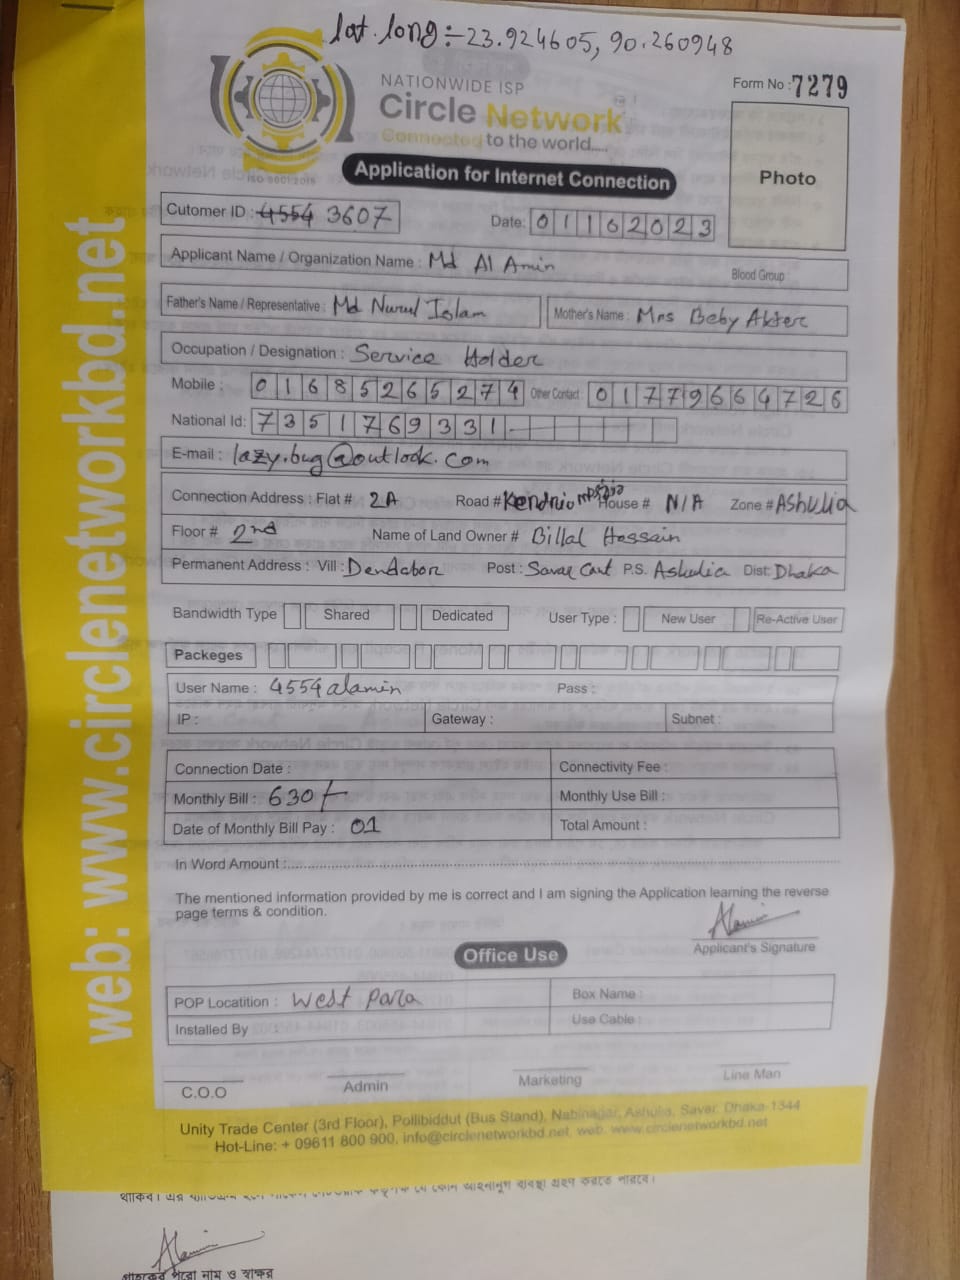 lat. long :- 23.924605, 90.260948
NATIONWIDE ISP
Circle Network
Connected to the world.....
ISO 9001:2015
Form No : 7279
Photo
Application for Internet Connection
Cutomer ID : 4554 3607
Date: 01162023
Applicant Name / Organization Name : Md Al Amin
Blood Group :
Father's Name / Representative : Md Nurul Islam
Mother's Name : Mrs Beby Akter
Occupation / Designation : Service Holder
Mobile : 01685265274 Other Contact : 01779664726
National Id: 7351769331
E-mail : lazy.bug@outlook.com
Connection Address : Flat # 2A Road # House # N/A Zone # Ashulia
Floor # 2nd Name of Land Owner # Billal Hossain
Permanent Address : Vill : Dendabor Post : Savar Cant P.S. Ashulia Dist: Dhaka
Bandwidth Type Shared Dedicated User Type : New User Re-Active User
Packeges
User Name : 4554alamin Pass :
IP : Gateway : Subnet :
Connection Date : Connectivity Fee :
Monthly Bill : 630/- Monthly Use Bill :
Date of Monthly Bill Pay : 01 Total Amount :
In Word Amount :
The mentioned information provided by me is correct and I am signing the Application learning the reverse
page terms & condition.
Alamin
Applicant's Signature
Office Use
POP Locatition : West Para Box Name :
Installed By Use Cable :
C.O.O Admin Marketing Line Man
Unity Trade Center (3rd Floor), Pollibiddut (Bus Stand), Nabinagar, Ashulia, Savar, Dhaka-1344
Hot-Line: + 09611 800 900, info@circlenetworkbd.net, web: www.circlenetworkbd.net
web: www.circlenetworkbd.net
Alamin